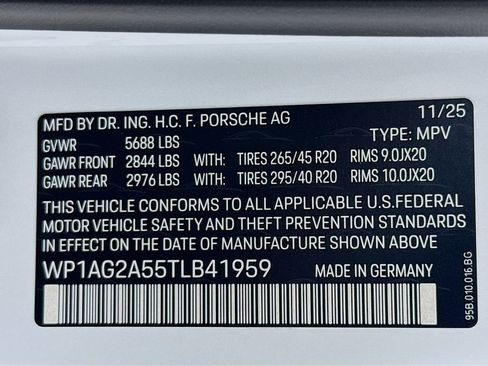 MFD BY DR. ING. H.C. F. PORSCHE AG 11/25
GVWR 5688 LBS TYPE: MPV
GAWR FRONT 2844 LBS WITH: TIRES 265/45 R20 RIMS 9.0JX20
GAWR REAR 2976 LBS WITH: TIRES 295/40 R20 RIMS 10.0JX20
THIS VEHICLE CONFORMS TO ALL APPLICABLE U.S.FEDERAL
MOTOR VEHICLE SAFETY AND THEFT PREVENTION STANDARDS
IN EFFECT ON THE DATE OF MANUFACTURE SHOWN ABOVE.
WP1AG2A55TLB41959 MADE IN GERMANY
95B.010.016.BG